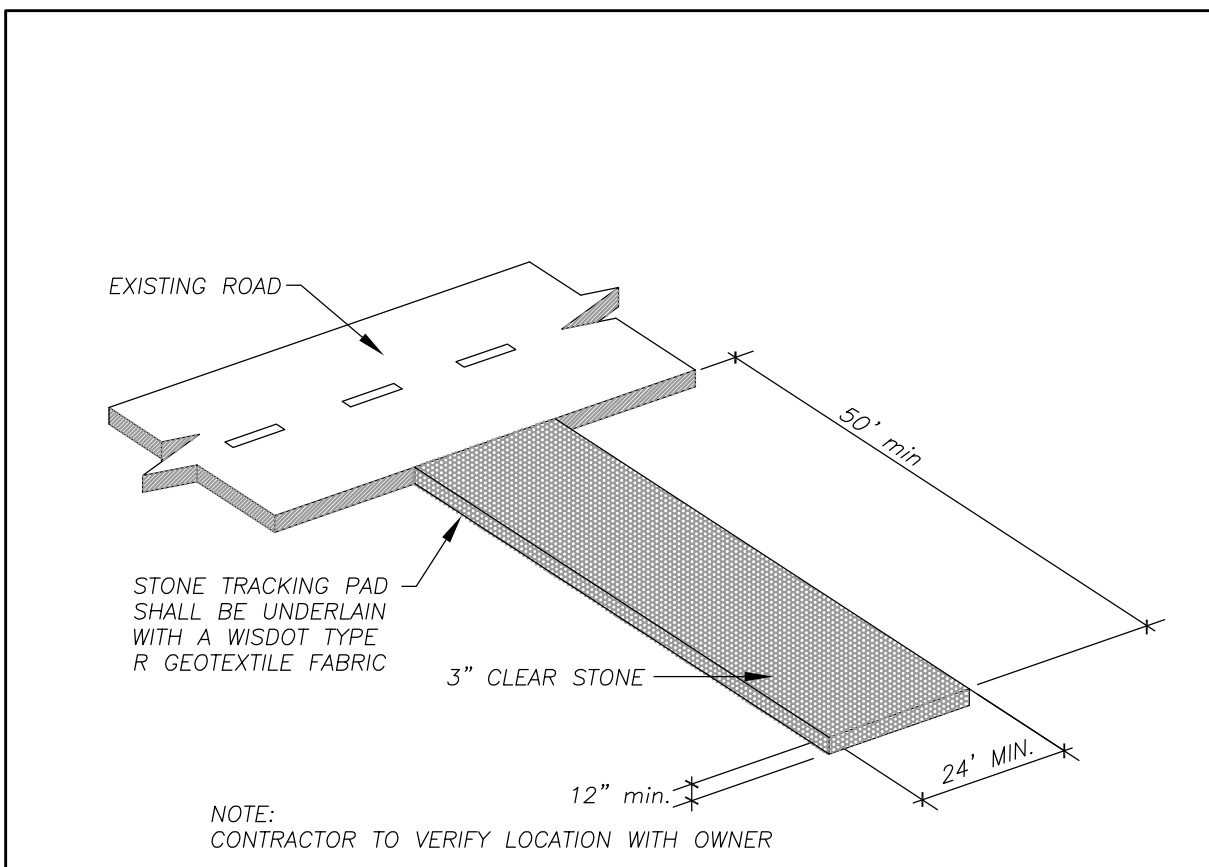 EXISTING ROAD
50' min
STONE TRACKING PAD
SHALL BE UNDERLAIN
WITH A WISDOT TYPE
R GEOTEXTILE FABRIC
3" CLEAR STONE
24' MIN.
12" min.
NOTE:
CONTRACTOR TO VERIFY LOCATION WITH OWNER